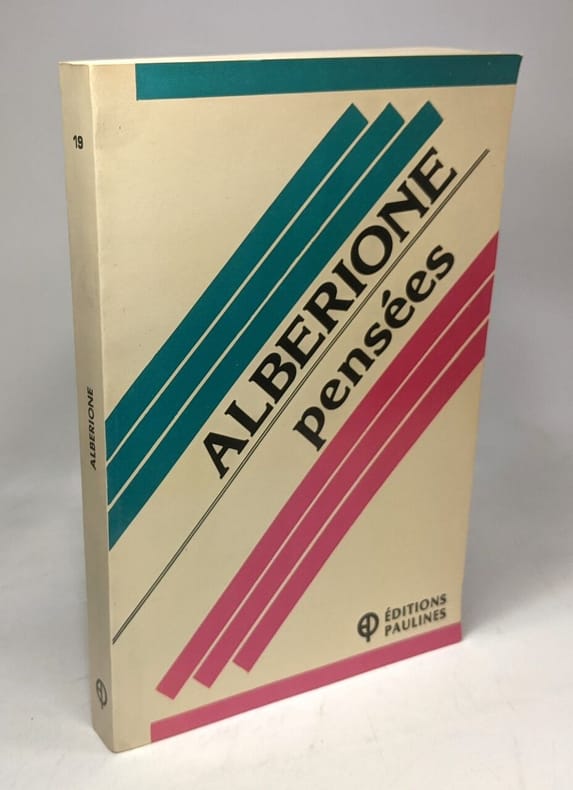 19
ALBERIONE
ALBERIONE
pensées
ÉDITIONS
PAULINES